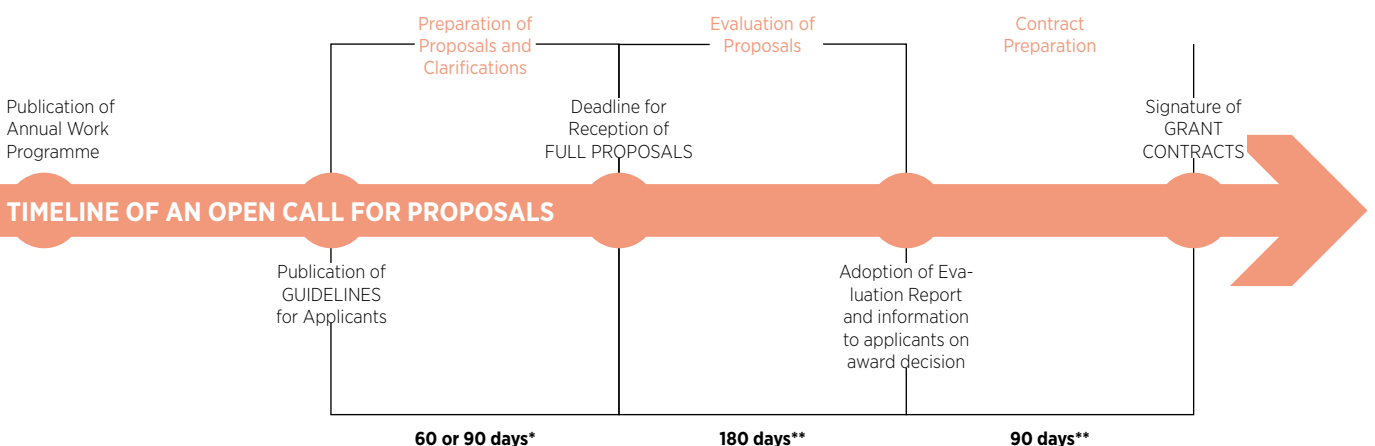 Preparation of
Proposals and
Clarifications
Evaluation of
Proposals
Contract
Preparation
Publication of
Annual Work
Programme
Deadline for
Reception of
FULL PROPOSALS
Signature of
GRANT
CONTRACTS
TIMELINE OF AN OPEN CALL FOR PROPOSALS
Publication of
GUIDELINES
for Applicants
Adoption of Eva-
luation Report
and information
to applicants on
award decision
60 or 90 days*
180 days**
90 days**